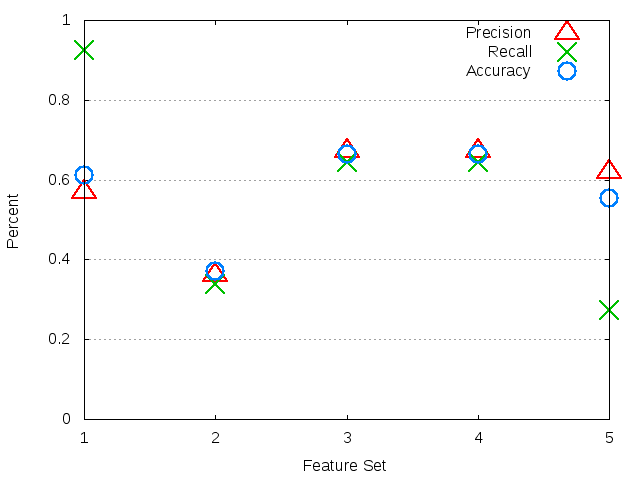 1
Precision
Recall
Accuracy
0.8
0.6
0.4
0.2
0
1 2 3 4 5
Percent
Feature Set